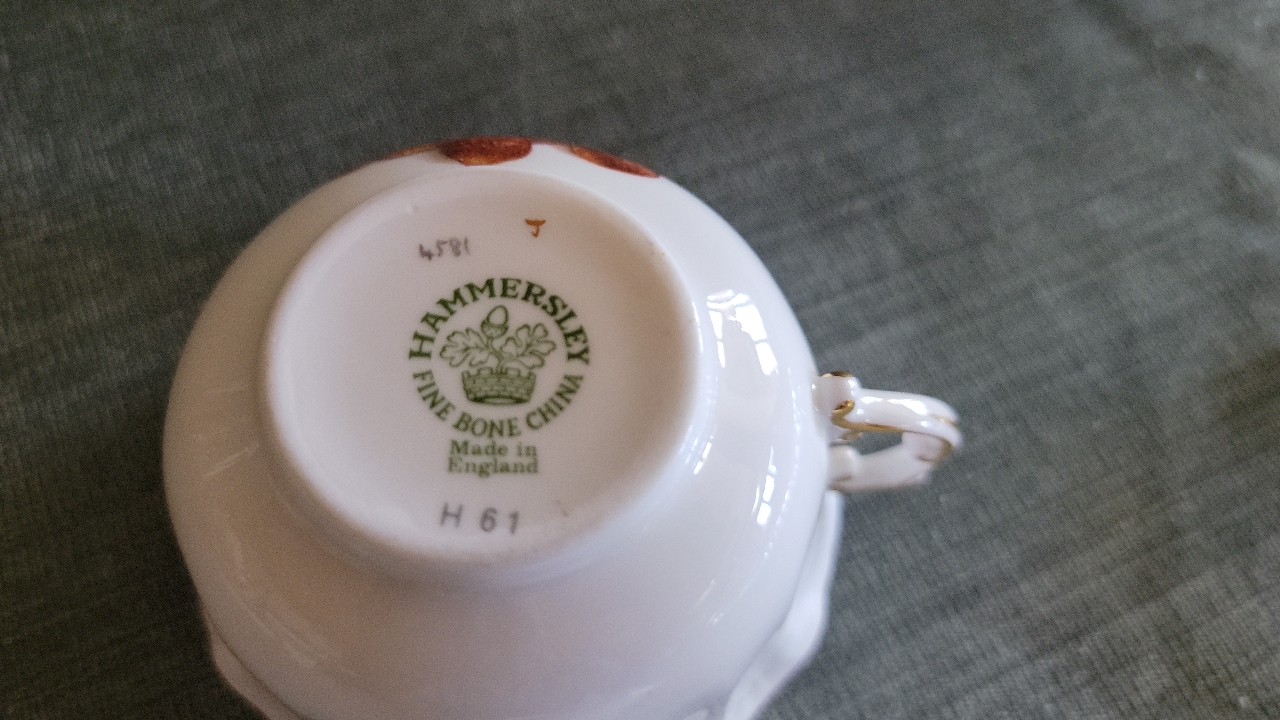 J
4581
HAMMERSLEY
FINE BONE CHINA
Made in
England
H 61